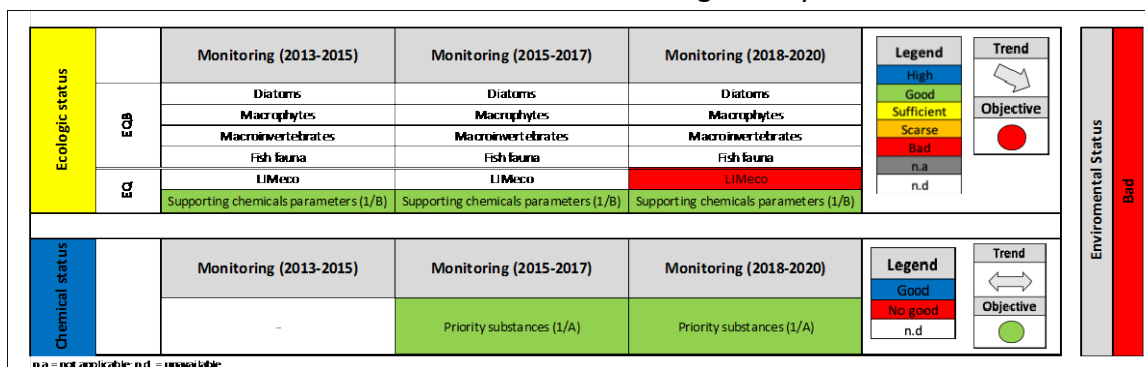 Ecologic status
EQB
EQ
Monitoring (2013-2015)
Monitoring (2015-2017)
Monitoring (2018-2020)
Diatoms
Diatoms
Diatoms
Macrophytes
Macrophytes
Macrophytes
Macroinvertebrates
Macroinvertebrates
Macroinvertebrates
Fish fauna
Fish fauna
Fish fauna
LIMeco
LIMeco
LIMeco
Supporting chemicals parameters (1/B)
Supporting chemicals parameters (1/B)
Supporting chemicals parameters (1/B)
Legend
High
Good
Sufficient
Scarse
Bad
n.a
n.d
Trend
Objective
Chemical status
Monitoring (2013-2015)
Monitoring (2015-2017)
Monitoring (2018-2020)
-
Priority substances (1/A)
Priority substances (1/A)
Legend
Good
No good
n.d
Trend
Objective
Enviromental Status
Bad
n.a = not applicable; n.d. = unavailable